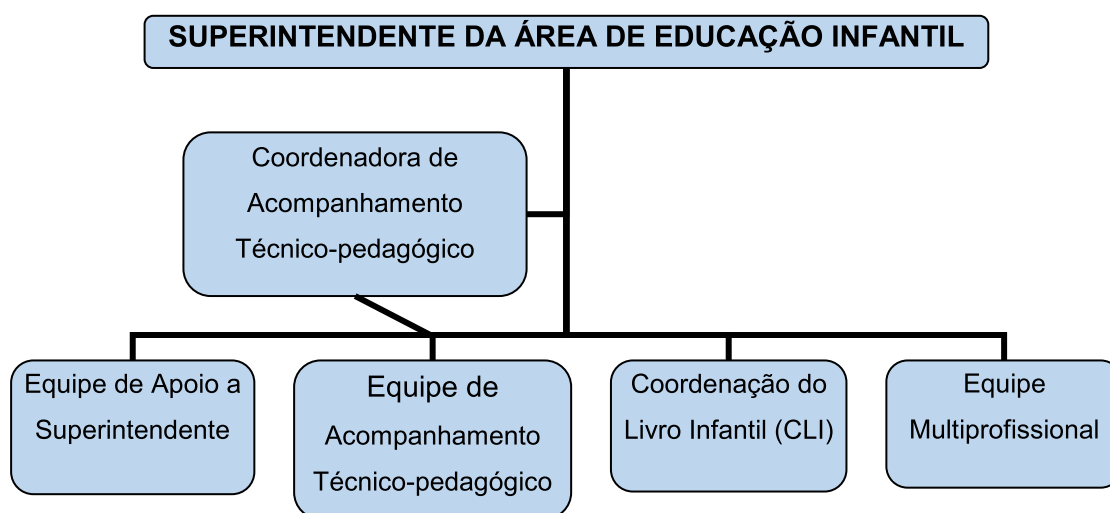 SUPERINTENDENTE DA ÁREA DE EDUCAÇÃO INFANTIL
Coordenadora de
Acompanhamento
Técnico-pedagógico
Equipe de Apoio a
Superintendente
Equipe de
Acompanhamento
Técnico-pedagógico
Coordenação do
Livro Infantil (CLI)
Equipe
Multiprofissional